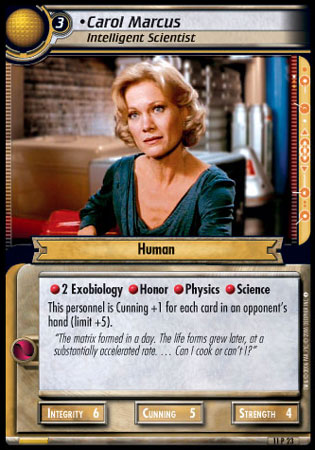 3 •Carol Marcus
Intelligent Scientist
Human
2 Exobiology Honor Physics Science
This personnel is Cunning +1 for each card in an opponent's
hand (limit +5).
"The matrix formed in a day. The life forms grew later, at a
substantially accelerated rate. … Can I cook or can't I?"
INTEGRITY 6 CUNNING 5 STRENGTH 4
11 P 23